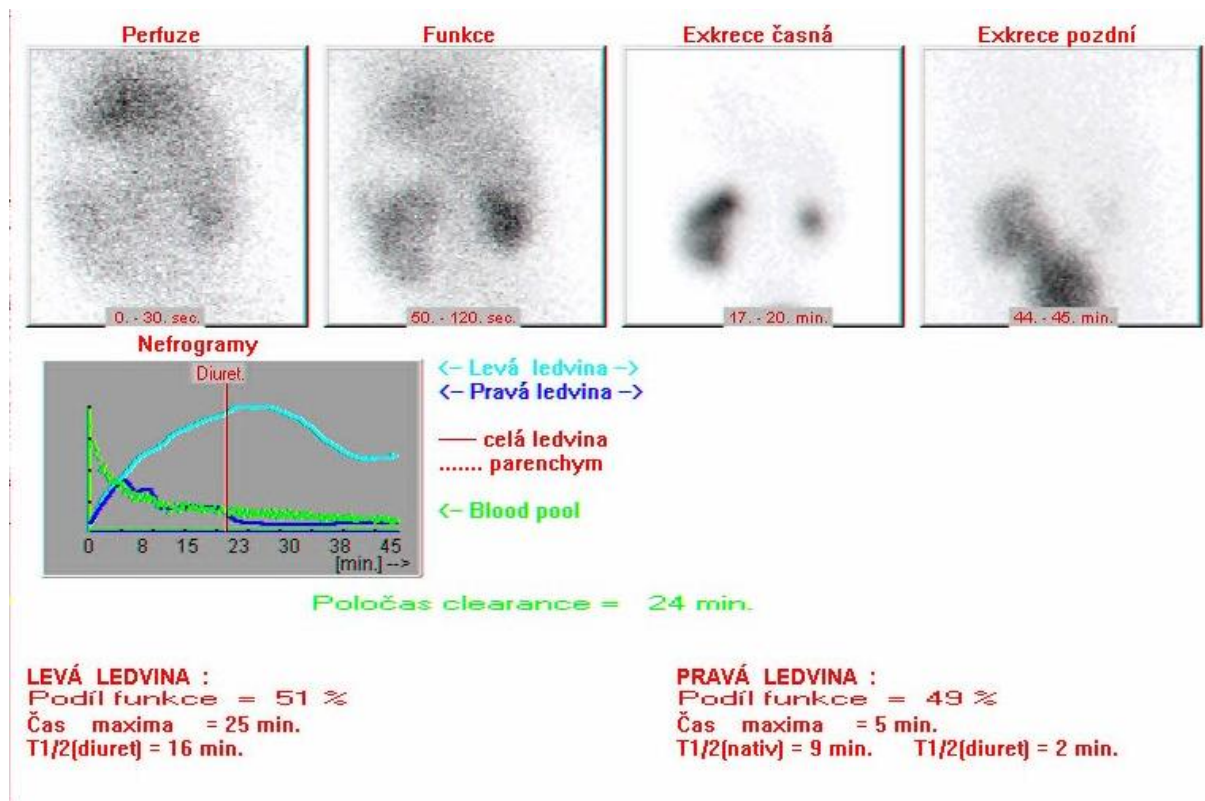 Perfuze Funkce Exkrece časná Exkrece pozdní
0. - 30. sec. 50. - 120. sec. 17. - 20. min. 44. - 45. min.
Nefrogramy
Diuret.
0 8 15 23 30 38 45
[min.] -->
<- Levá ledvina ->
<- Pravá ledvina ->
—— celá ledvina
....... parenchym
<- Blood pool
Poločas clearance = 24 min.
LEVÁ LEDVINA :
Podíl funkce = 51 %
Čas maxima = 25 min.
T1/2(diuret) = 16 min.
PRAVÁ LEDVINA :
Podíl funkce = 49 %
Čas maxima = 5 min.
T1/2(nativ) = 9 min. T1/2(diuret) = 2 min.